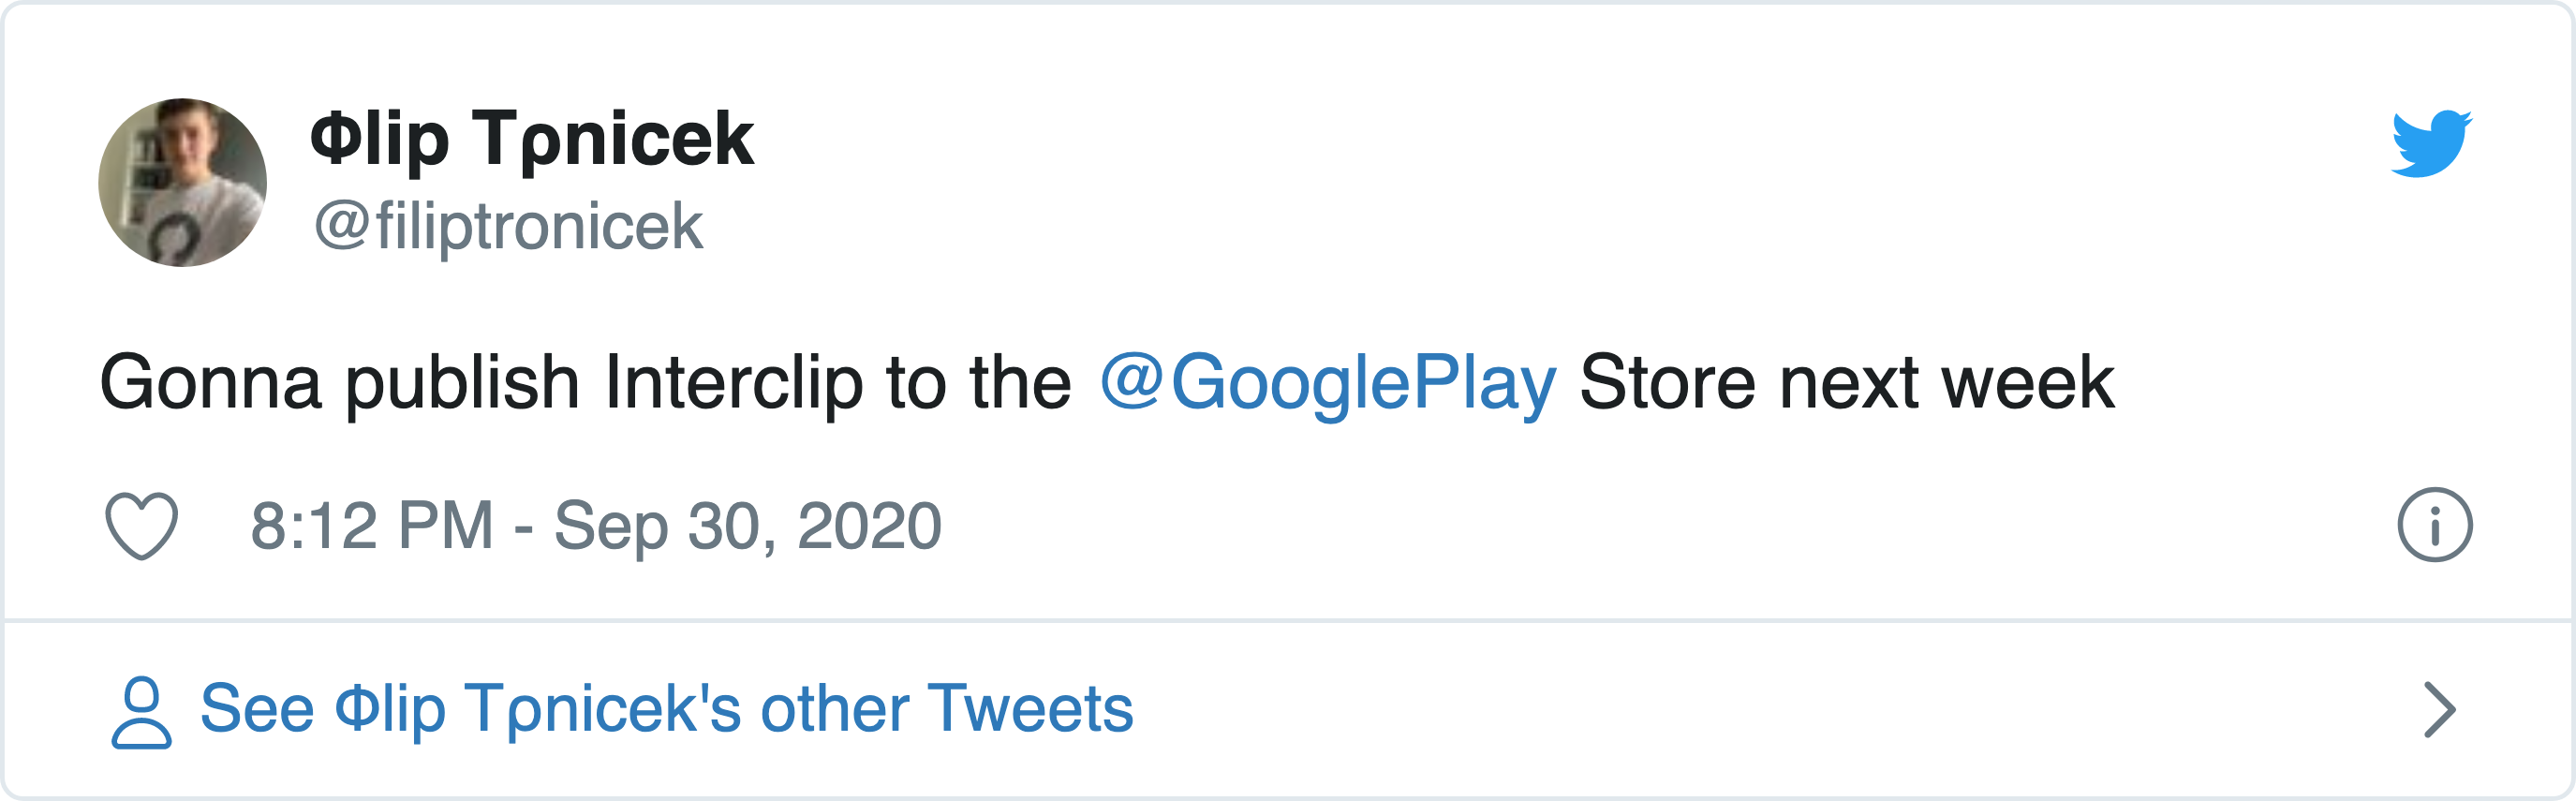 Φlip Tρnicek
@filiptronicek
Gonna publish Interclip to the @GooglePlay Store next week
8:12 PM - Sep 30, 2020
See Φlip Tρnicek's other Tweets